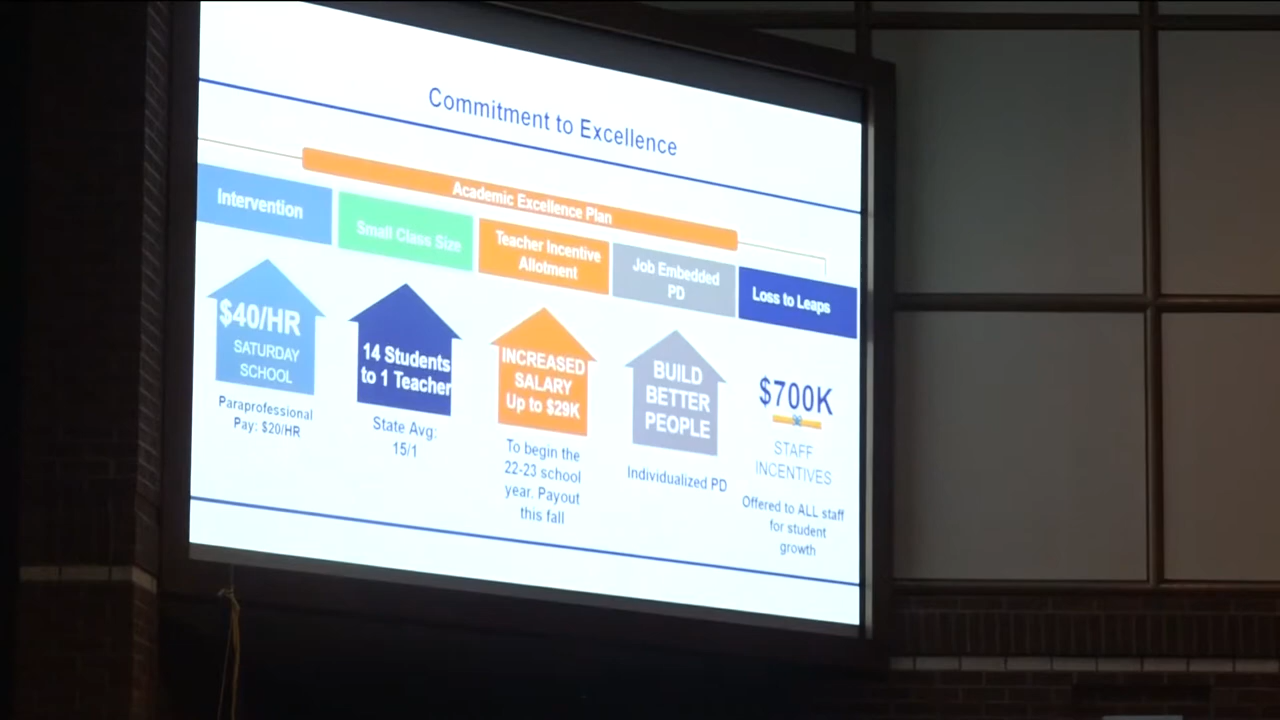 Commitment to Excellence
Academic Excellence Plan
Intervention
$40/HR
SATURDAY
SCHOOL
Paraprofessional
Pay: $20/HR
Small Class Size
14 Students
to 1 Teacher
State Avg:
15/1
Teacher Incentive
Allotment
INCREASED
SALARY
Up to $29K
To begin the
22-23 school
year. Payout
this fall
Job Embedded
PD
BUILD
BETTER
PEOPLE
Individualized PD
Loss to Leaps
$700K
STAFF
INCENTIVES
Offered to ALL staff
for student
growth